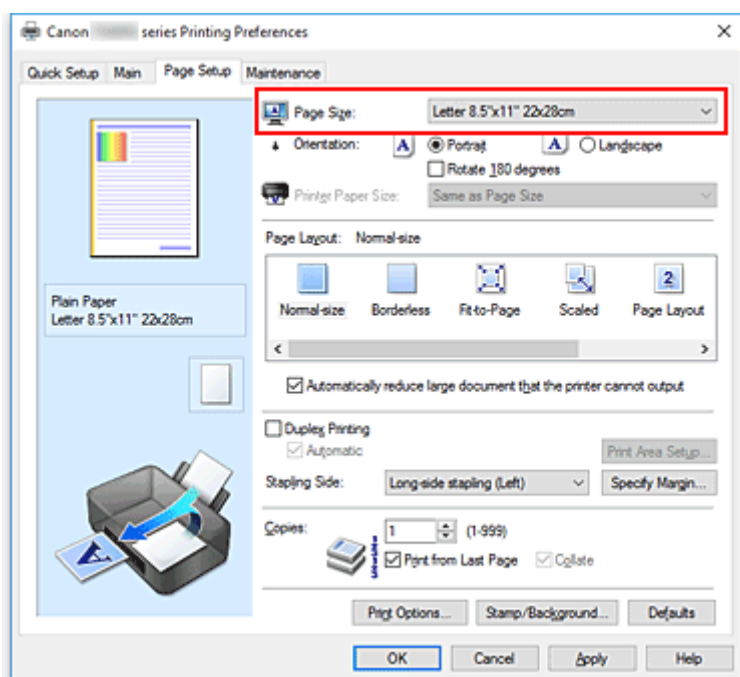 Canon series Printing Preferences
Quick Setup Main Page Setup Maintenance
Page Size: Letter 8.5"x11" 22x28cm
Orientation: A Portrait A Landscape
Rotate 180 degrees
Printer Paper Size: Same as Page Size
Page Layout: Normal-size
2
Normal-size Borderless Fit-to-Page Scaled Page Layout
Automatically reduce large document that the printer cannot output
Plain Paper
Letter 8.5"x11" 22x28cm
Duplex Printing
Automatic
Print Area Setup...
Stapling Side: Long-side stapling (Left) Specify Margin...
Copies: 1 (1-999)
Print from Last Page Collate
A
Print Options... Stamp/Background... Defaults
OK Cancel Apply Help